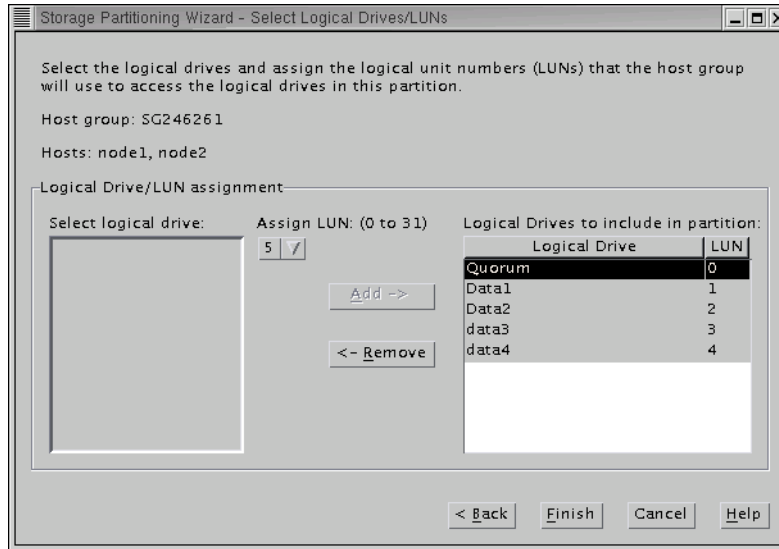 Storage Partitioning Wizard - Select Logical Drives/LUNs
Select the logical drives and assign the logical unit numbers (LUNs) that the host group
will use to access the logical drives in this partition.
Host group: SG246261
Hosts: node1, node2
Logical Drive/LUN assignment
Select logical drive:
Assign LUN: (0 to 31)
5
Add ->
<- Remove
Logical Drives to include in partition:
Logical Drive LUN
Quorum 0
Data1 1
Data2 2
data3 3
data4 4
< Back Finish Cancel Help